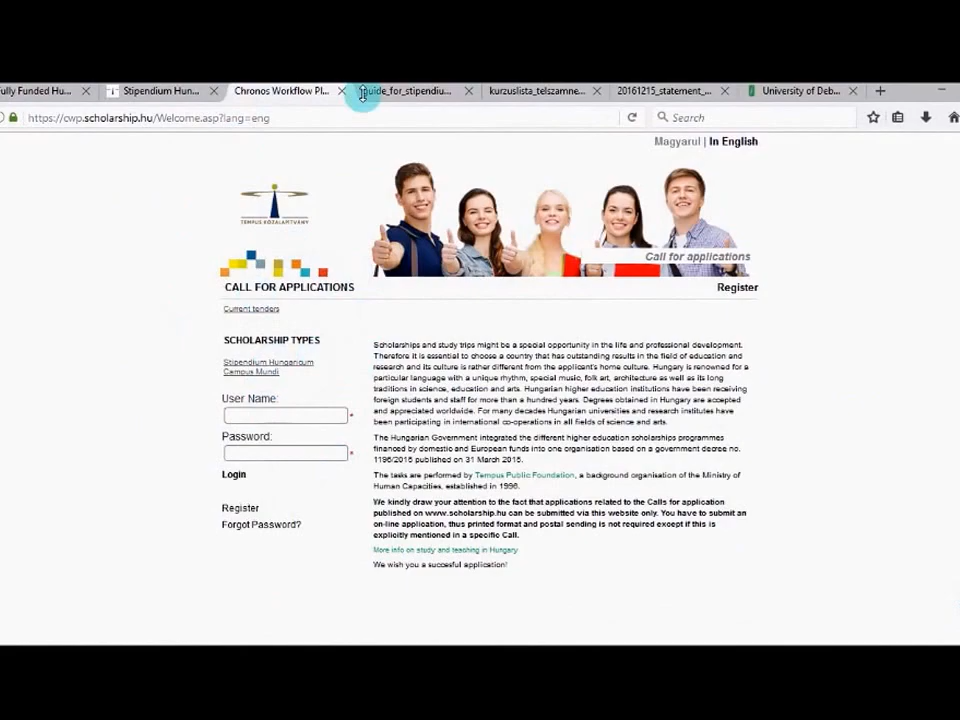 ully Funded Hu...
Stipendium Hun...
Chronos Workflow Pl...
uide_for_stipendiu...
kurzuslista_telszamne...
20161215_statement_...
University of Deb...
https://cwp.scholarship.hu/Welcome.asp?lang=eng
Search
Magyarul | In English
TEMPUS KÖZALAPÍTVÁNY
Call for applications
CALL FOR APPLICATIONS
Register
Current tenders
SCHOLARSHIP TYPES
Stipendium Hungaricum
Campus Mundi
User Name:
*
Password:
*
Login
Register
Forgot Password?
Scholarships and study trips might be a special opportunity in the life and professional development.
Therefore it is essential to choose a country that has outstanding results in the field of education and
research and its culture is rather different from the applicant's home culture. Hungary is renowned for a
particular language with a unique rhythm, special music, folk art, architecture as well as its long
traditions in science, education and arts. Hungarian higher education institutions have been receiving
foreign students and staff for more than a hundred years. Degrees obtained in Hungary are accepted
and appreciated worldwide. For many decades Hungarian universities and research institutes have
been participating in international co-operations in all fields of science and arts.
The Hungarian Government integrated the different higher education scholarships programmes
financed by domestic and European funds into one organisation based on a government decree no.
1196/2015 published on 31 March 2015.
The tasks are performed by Tempus Public Foundation, a background organisation of the Ministry of
Human Capacities, established in 1996.
We kindly draw your attention to the fact that applications related to the Calls for application
published on www.scholarship.hu can be submitted via this website only. You have to submit an
on-line application, thus printed format and postal sending is not required except if this is
explicitly mentioned in a specific Call.
More info on study and teaching in Hungary
We wish you a succesful application!